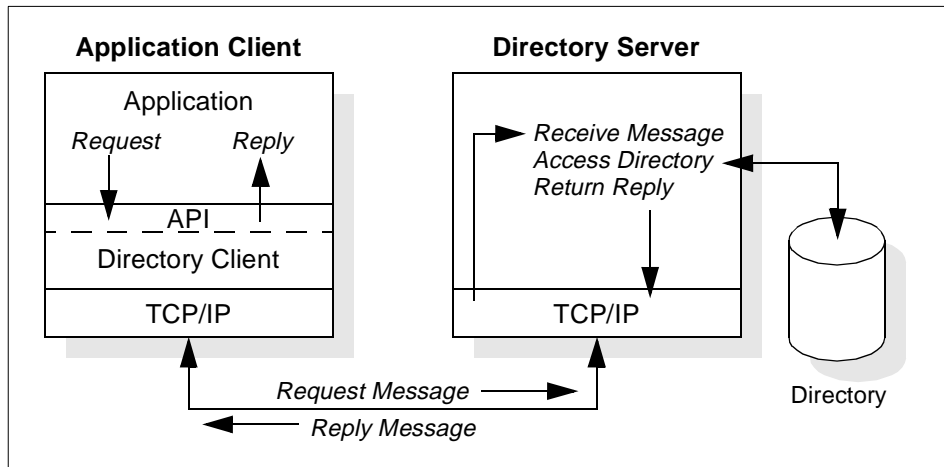 Application Client
Directory Server
Application
Request
Reply
API
Directory Client
TCP/IP
Receive Message
Access Directory
Return Reply
TCP/IP
Directory
Request Message
Reply Message